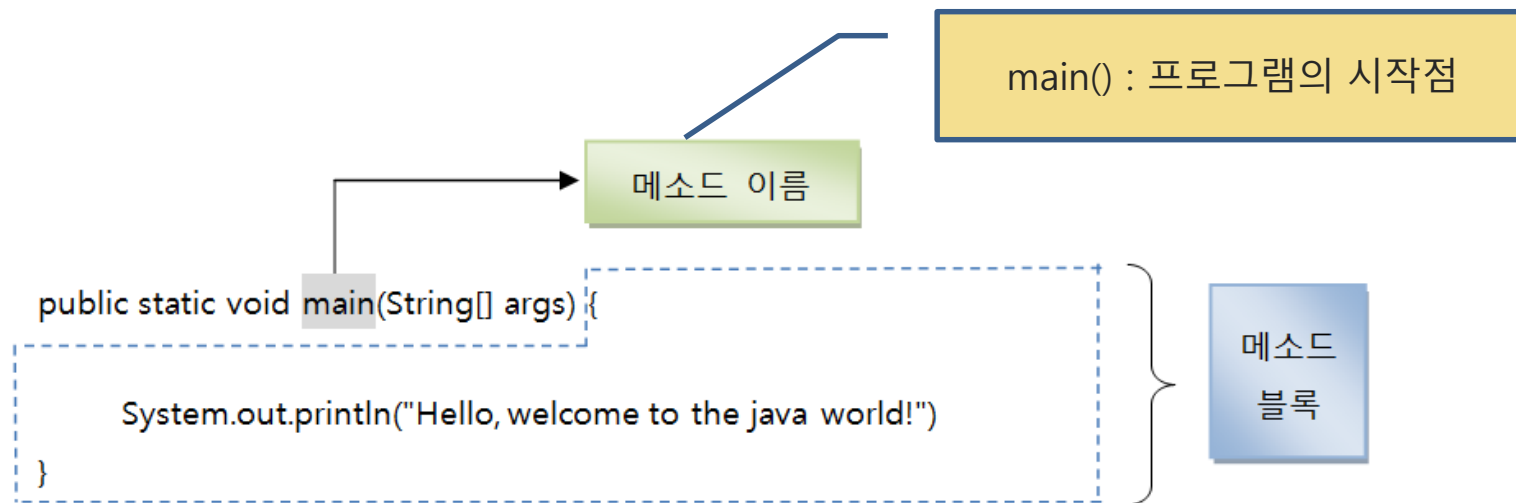 main() : 프로그램의 시작점
메소드 이름
public static void main(String[] args) {
System.out.println("Hello, welcome to the java world!")
}
메소드
블록